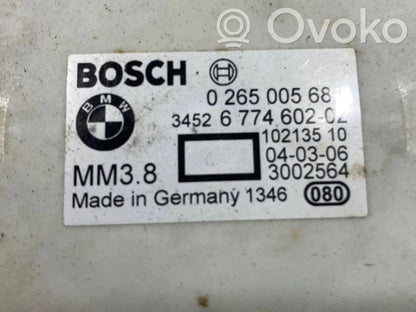 Ovoko
BOSCH
BMW
0 265 005 68
3452 6 774 602-02
102135 10
04-03-06
MM3.8
3002564
Made in Germany 1346 080